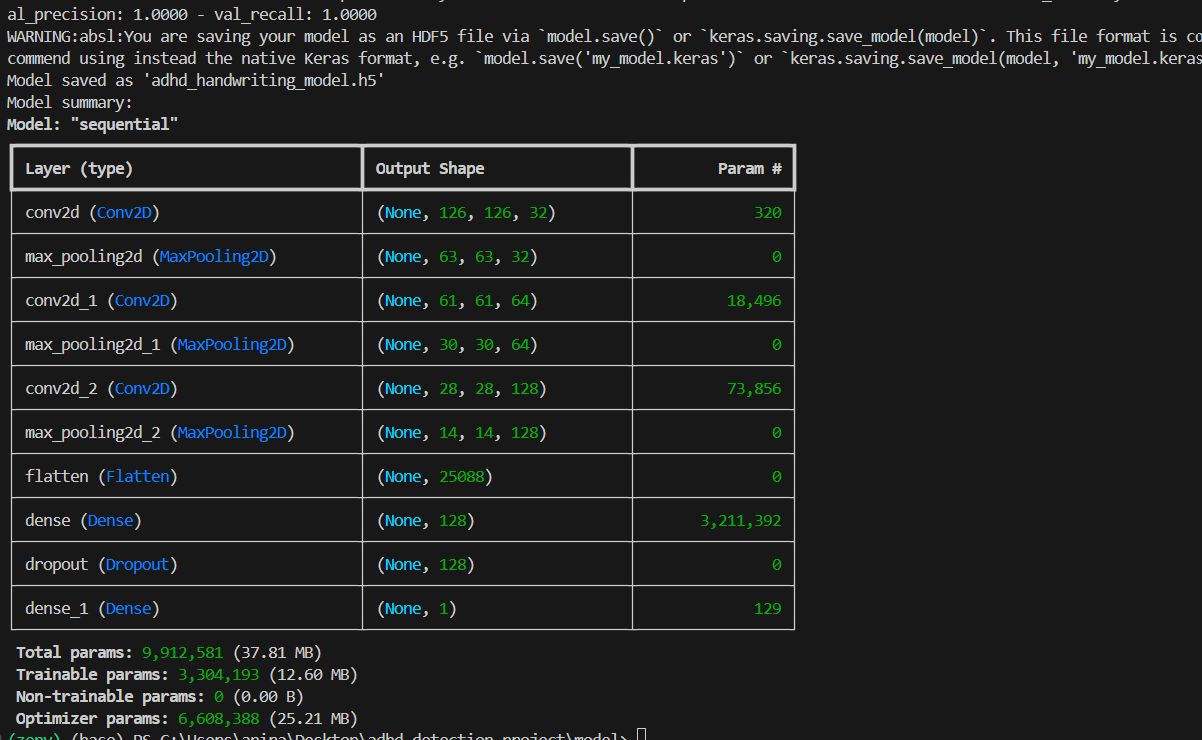 al_precision: 1.0000 - val_recall: 1.0000
WARNING:absl:You are saving your model as an HDF5 file via `model.save()` or `keras.saving.save_model(model)`. This file format is co
commend using instead the native Keras format, e.g. `model.save('my_model.keras')` or `keras.saving.save_model(model, 'my_model.keras
Model saved as 'adhd_handwriting_model.h5'
Model summary:
Model: "sequential"
Layer (type) Output Shape Param #
conv2d (Conv2D) (None, 126, 126, 32) 320
max_pooling2d (MaxPooling2D) (None, 63, 63, 32) 0
conv2d_1 (Conv2D) (None, 61, 61, 64) 18,496
max_pooling2d_1 (MaxPooling2D) (None, 30, 30, 64) 0
conv2d_2 (Conv2D) (None, 28, 28, 128) 73,856
max_pooling2d_2 (MaxPooling2D) (None, 14, 14, 128) 0
flatten (Flatten) (None, 25088) 0
dense (Dense) (None, 128) 3,211,392
dropout (Dropout) (None, 128) 0
dense_1 (Dense) (None, 1) 129
Total params: 9,912,581 (37.81 MB)
Trainable params: 3,304,193 (12.60 MB)
Non-trainable params: 0 (0.00 B)
Optimizer params: 6,608,388 (25.21 MB)
(base) PS C:\Users\anira\Desktop\adhd_detection_project\model>